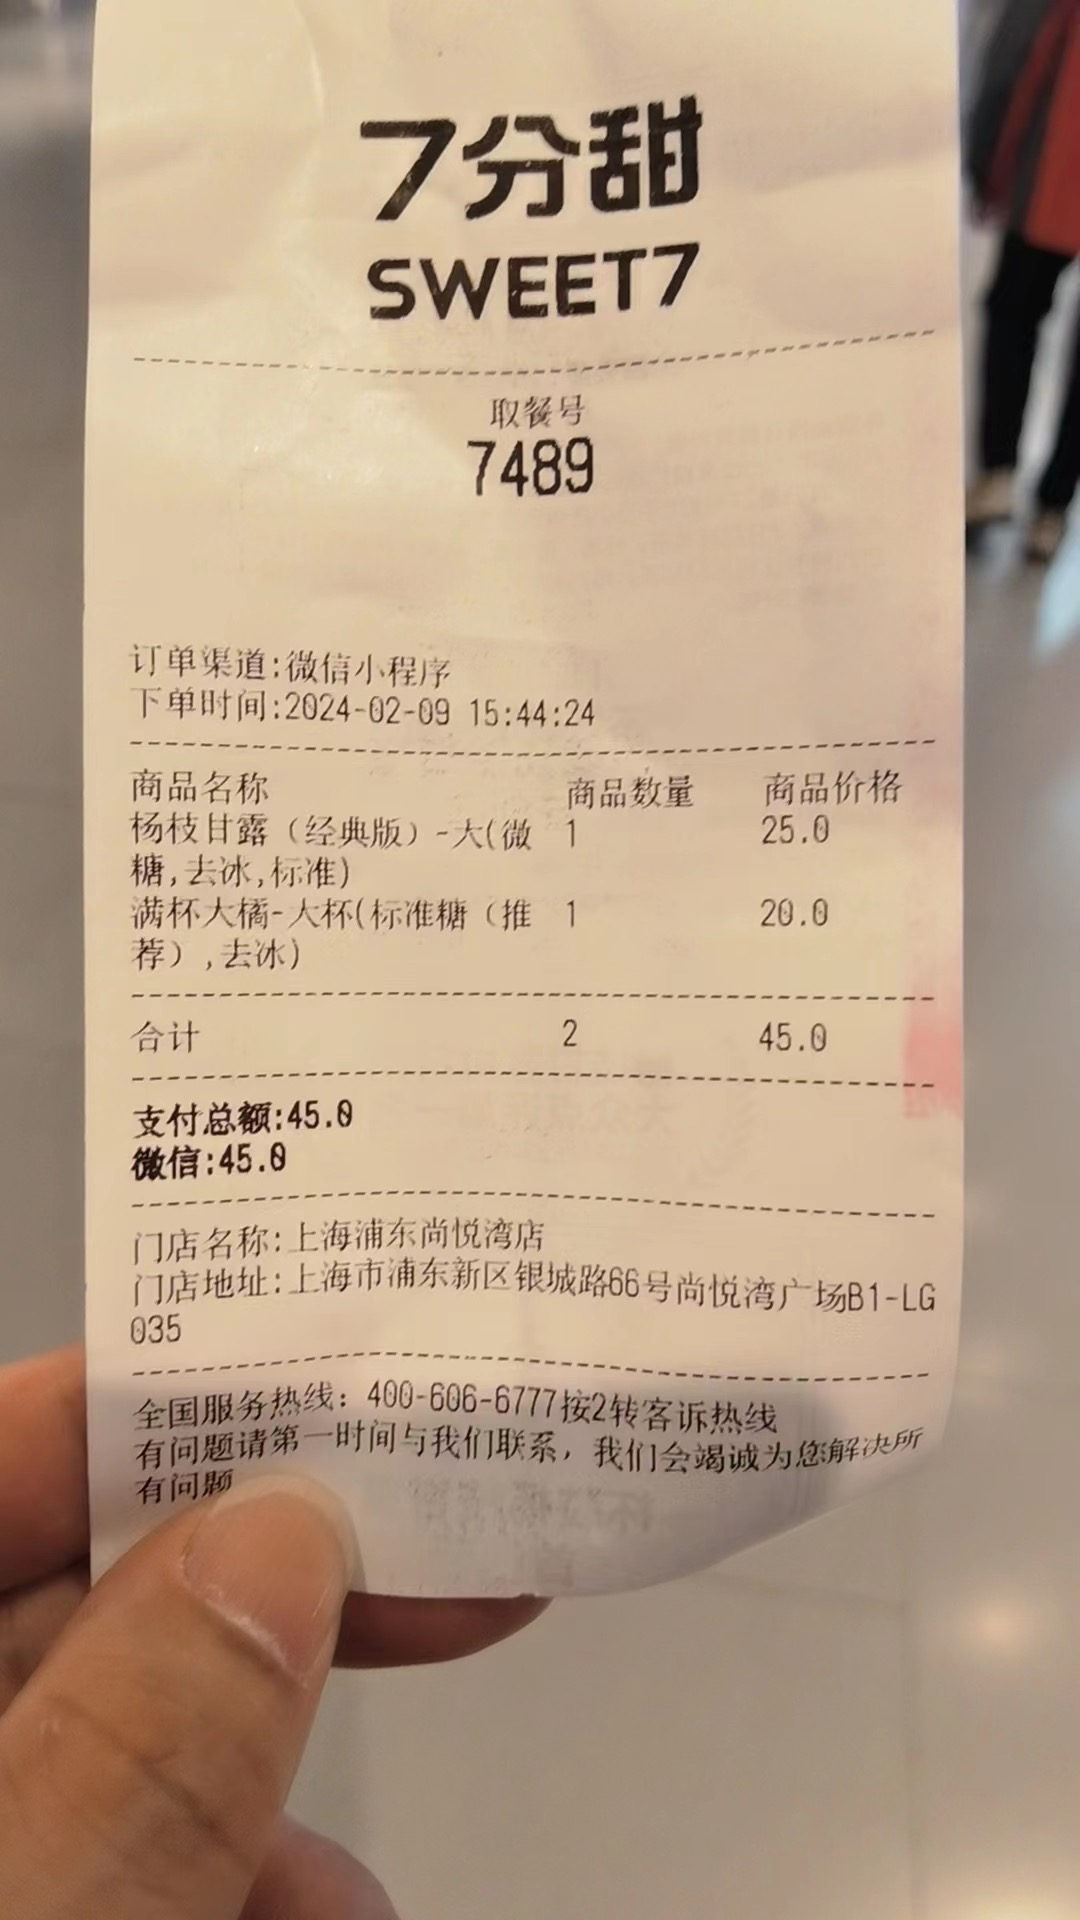 7分甜
SWEET7
取餐号
7489
订单渠道:微信小程序
下单时间:2024-02-09 15:44:24
商品名称 商品数量 商品价格
杨枝甘露（经典版）-大(微 1 25.0
糖,去冰,标准)
满杯大橘-大杯(标准糖（推 1 20.0
荐）,去冰)
合计 2 45.0
支付总额:45.0
微信:45.0
门店名称:上海浦东尚悦湾店
门店地址:上海市浦东新区银城路66号尚悦湾广场B1-LG
035
全国服务热线：400-606-6777按2转客诉热线
有问题请第一时间与我们联系，我们会竭诚为您解决所
有问题